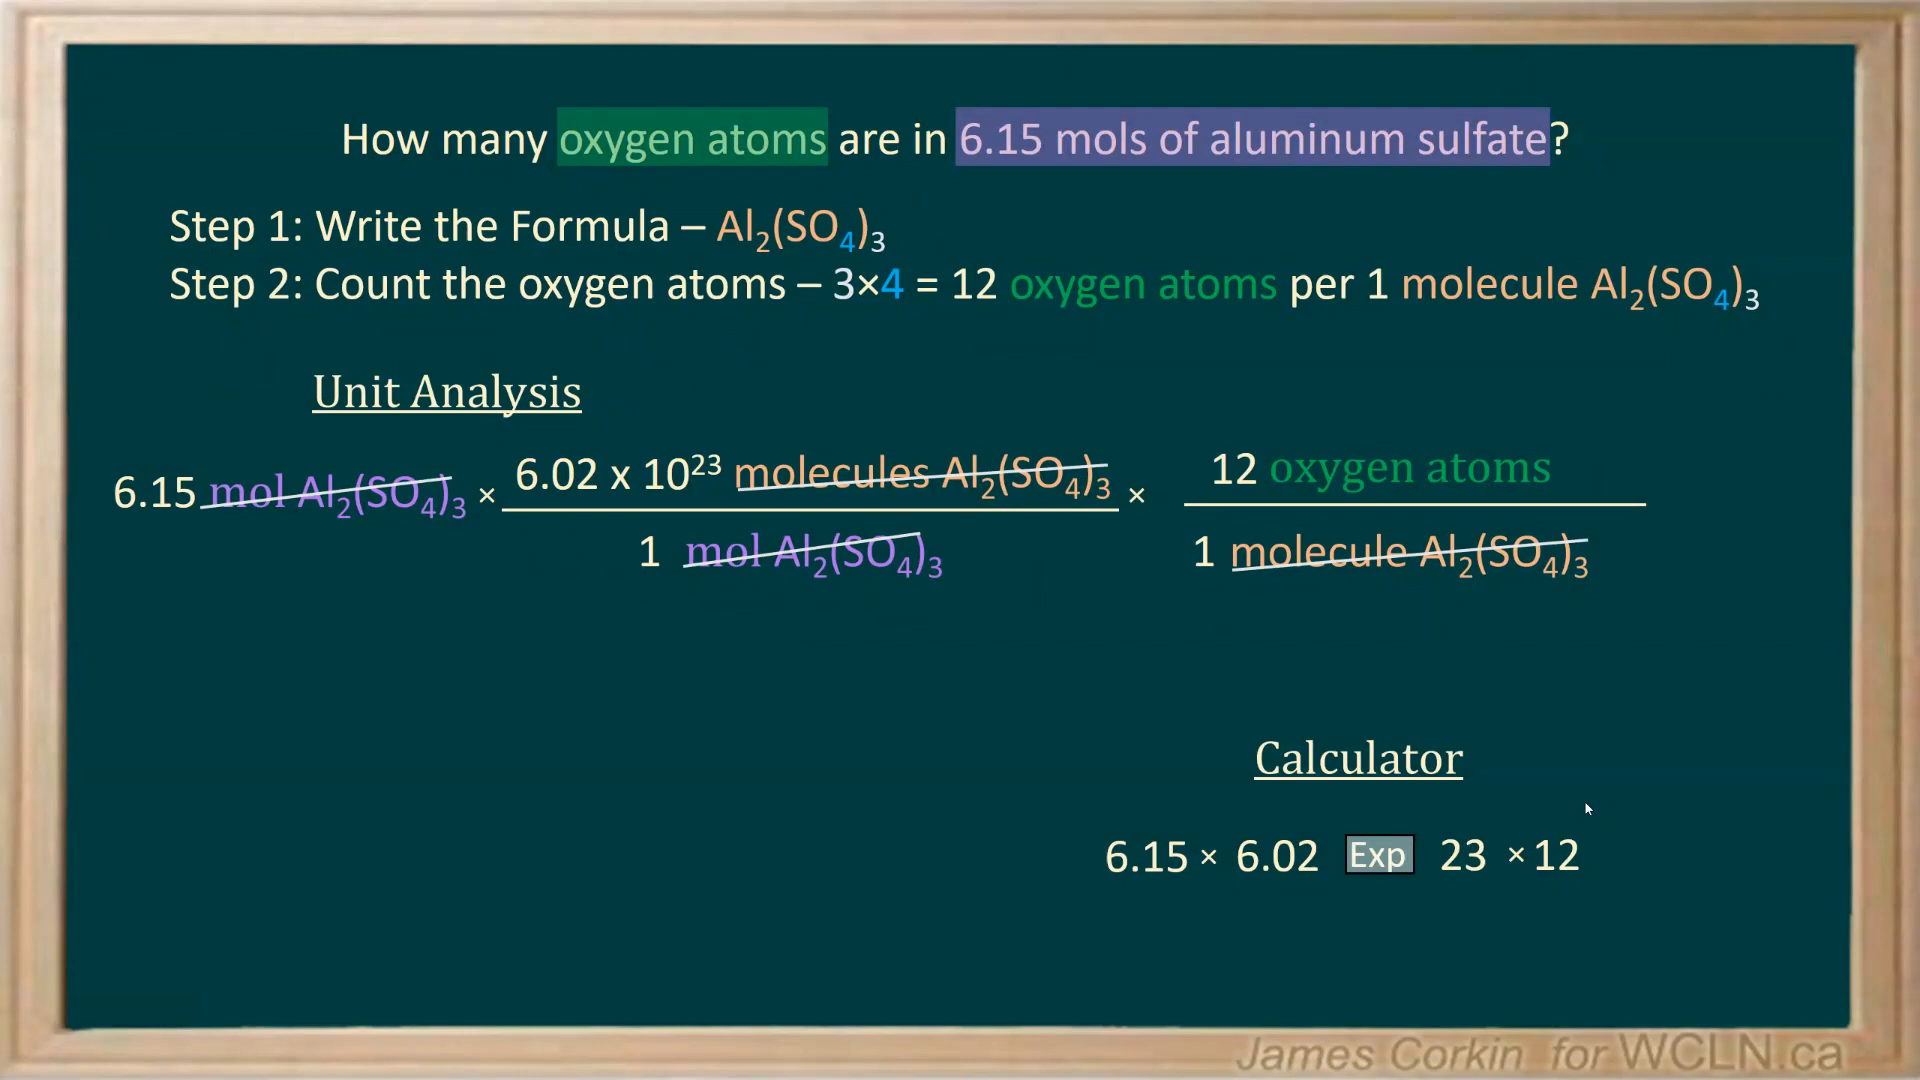 How many oxygen atoms are in 6.15 mols of aluminum sulfate?
Step 1: Write the Formula – Al₂(SO₄)₃
Step 2: Count the oxygen atoms – 3×4 = 12 oxygen atoms per 1 molecule Al₂(SO₄)₃
Unit Analysis
6.15 mol Al₂(SO₄)₃ × 6.02 x 10²³ molecules Al₂(SO₄)₃ × 12 oxygen atoms
1 mol Al₂(SO₄)₃ 1 molecule Al₂(SO₄)₃
Calculator
6.15 × 6.02 Exp 23 × 12
James Corkin for WCLN.ca